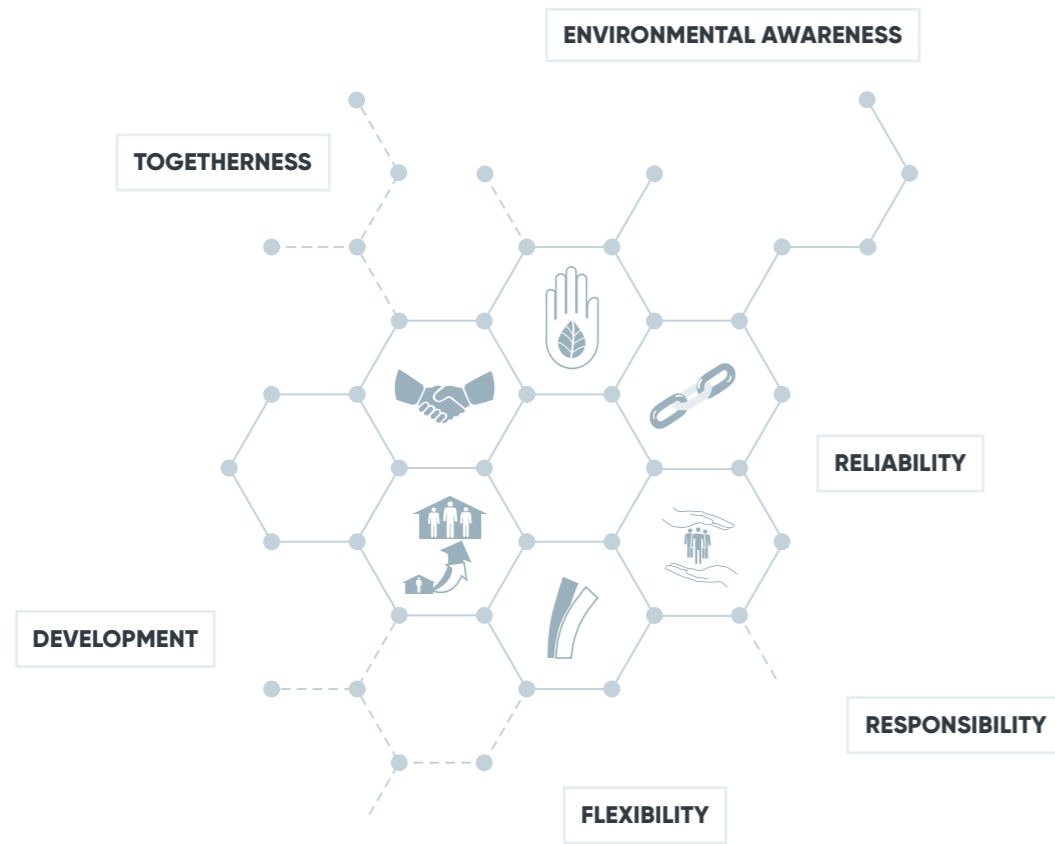 ENVIRONMENTAL AWARENESS
TOGETHERNESS
RELIABILITY
DEVELOPMENT
RESPONSIBILITY
FLEXIBILITY